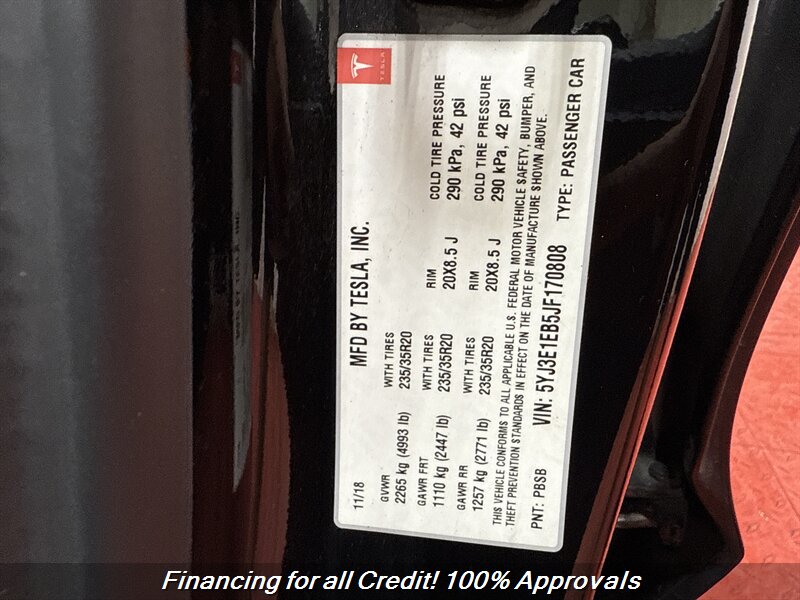 TESLA
11/18 MFD BY TESLA, INC.
GVWR WITH TIRES
2265 kg (4993 lb) 235/35R20
GAWR FRT WITH TIRES RIM COLD TIRE PRESSURE
1110 kg (2447 lb) 235/35R20 20X8.5 J 290 kPa, 42 psi
GAWR RR WITH TIRES RIM COLD TIRE PRESSURE
1257 kg (2771 lb) 235/35R20 20X8.5 J 290 kPa, 42 psi
THIS VEHICLE CONFORMS TO ALL APPLICABLE U.S. FEDERAL MOTOR VEHICLE SAFETY, BUMPER, AND
THEFT PREVENTION STANDARDS IN EFFECT ON THE DATE OF MANUFACTURE SHOWN ABOVE.
PNT: PBSB VIN: 5YJ3E1EB5JF170808 TYPE: PASSENGER CAR
Financing for all Credit! 100% Approvals